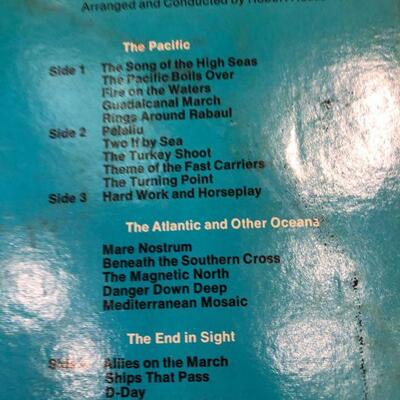 Arranged and Conducted by Robert
The Pacific
Side 1 The Song of the High Seas
The Pacific Boils Over
Fire on the Waters
Guadalcanal March
Rings Around Rabaul
Side 2 Peleliu
Two If by Sea
The Turkey Shoot
Theme of the Fast Carriers
The Turning Point
Side 3 Hard Work and Horseplay
The Atlantic and Other Oceans
Mare Nostrum
Beneath the Southern Cross
The Magnetic North
Danger Down Deep
Mediterranean Mosaic
The End in Sight
Allies on the March
Ships That Pass
D-Day